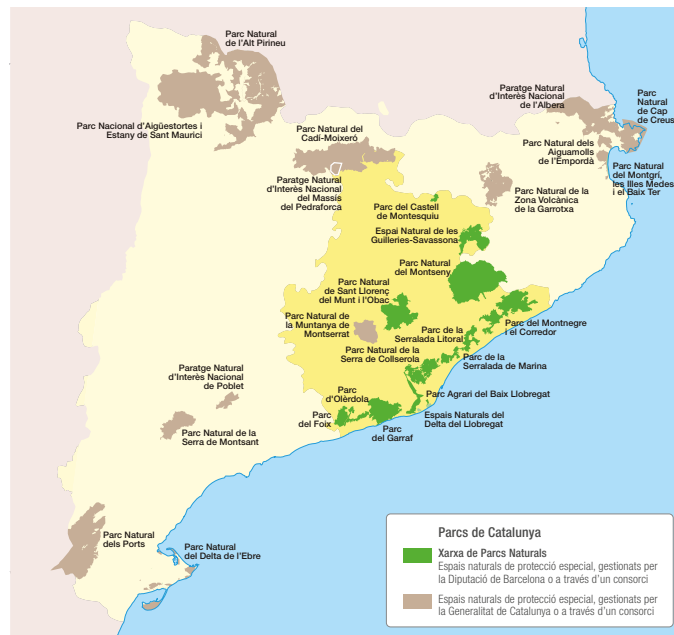 Parc Natural
de l'Alt Pirineu
Parc Nacional d'Aigüestortes i
Estany de Sant Maurici
Parc Natural del
Cadí-Moixeró
Paratge Natural
d'Interès Nacional
del Massís
del Pedraforca
Paratge Natural
d'Interès Nacional
de l'Albera
Parc
Natural
de Cap
de Creus
Parc Natural dels
Aiguamolls
de l'Empordà
Parc Natural
del Montgrí,
les Illes Medes
i el Baix Ter
Parc Natural de la
Zona Volcànica
de la Garrotxa
Parc del Castell
de Montesquiu
Espai Natural de les
Guilleries-Savassona
Parc Natural
del Montseny
Parc Natural
de Sant Llorenç
del Munt i l'Obac
Parc Natural de
la Muntanya de
Montserrat
Parc de la
Serralada Litoral
Parc del Montnegre
i el Corredor
Parc Natural de la
Serra de Collserola
Parc de la
Serralada de Marina
Paratge Natural
d'Interès Nacional
de Poblet
Parc
d'Olèrdola
Parc Agrari del Baix Llobregat
Parc
del Foix
Espais Naturals del
Delta del Llobregat
Parc
del Garraf
Parc Natural de la
Serra de Montsant
Parc Natural
dels Ports
Parc Natural
del Delta de l'Ebre
Parcs de Catalunya
Xarxa de Parcs Naturals
Espais naturals de protecció especial, gestionats per
la Diputació de Barcelona o a través d'un consorci
Espais naturals de protecció especial, gestionats per
la Generalitat de Catalunya o a través d'un consorci